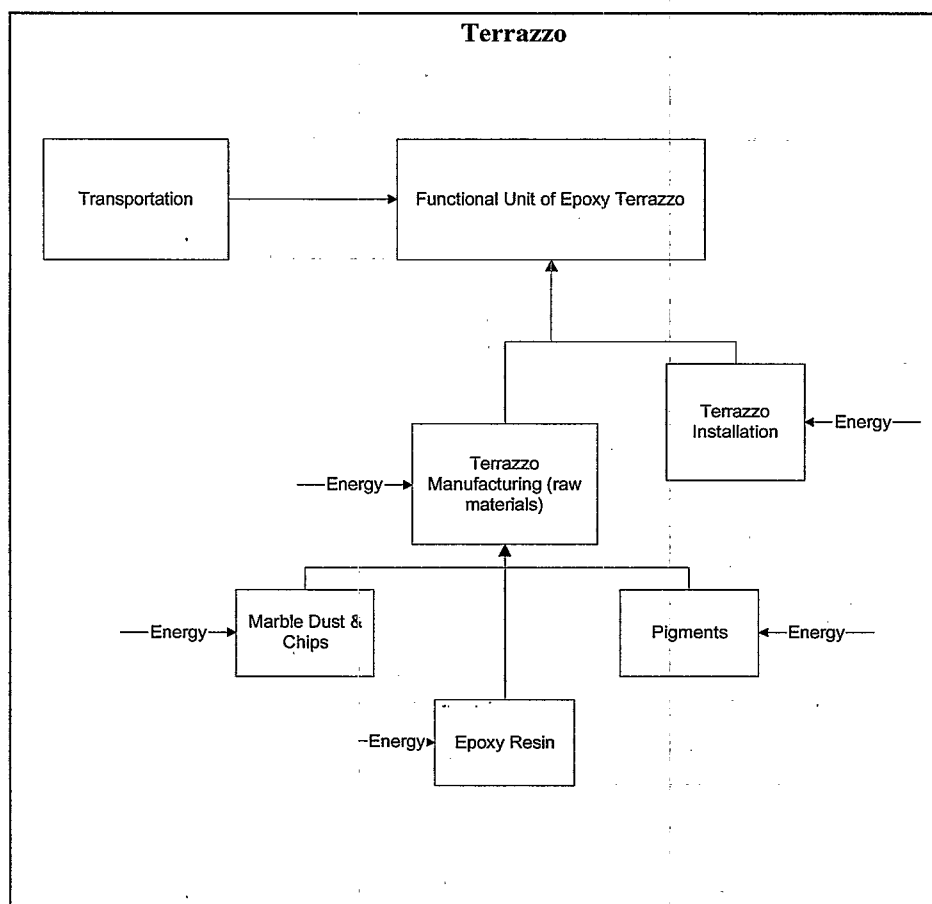 Terrazzo
Transportation
Functional Unit of Epoxy Terrazzo
Terrazzo
Installation
Energy
Terrazzo
Manufacturing (raw
materials)
Energy
Marble Dust &
Chips
Energy
Pigments
Energy
Epoxy Resin
Energy